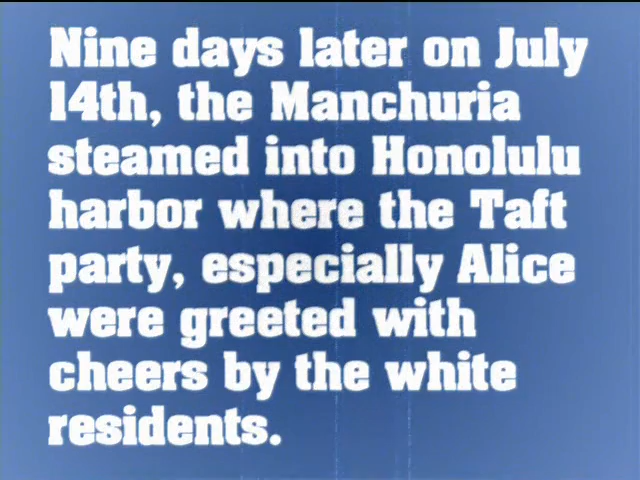 Nine days later on July
14th, the Manchuria
steamed into Honolulu
harbor where the Taft
party, especially Alice
were greeted with
cheers by the white
residents.